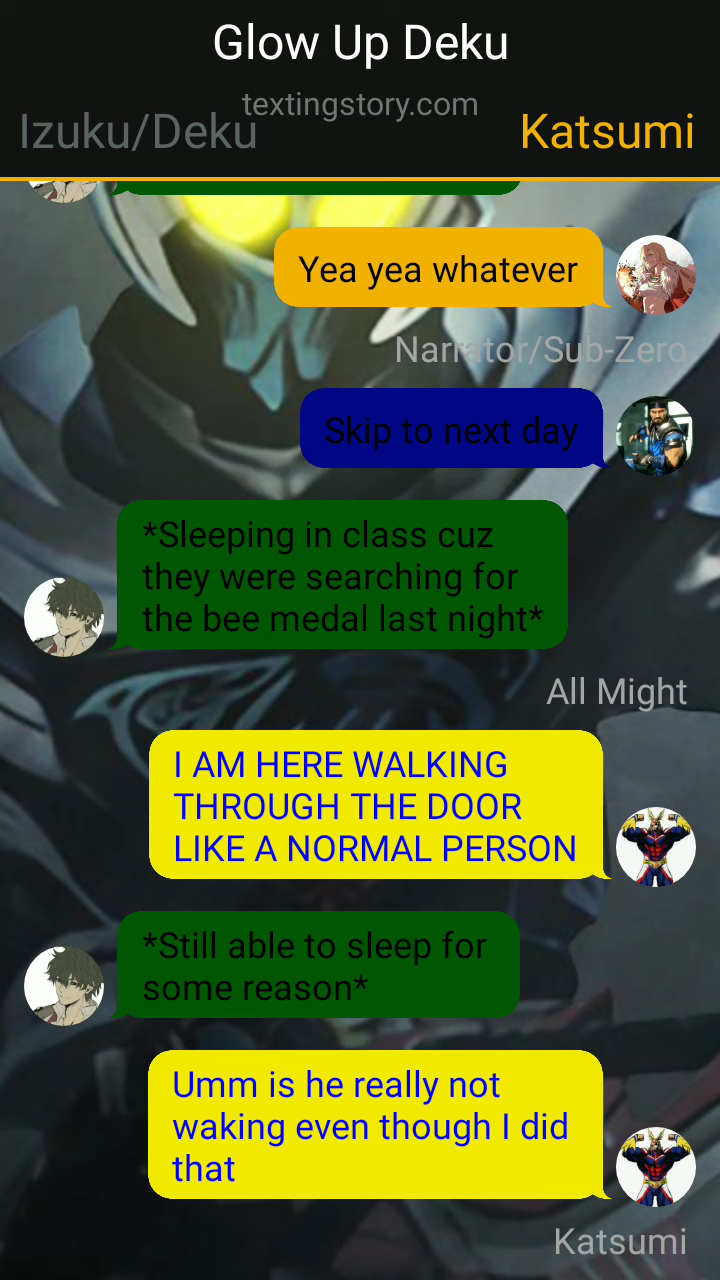 Glow Up Deku
textingstory.com
Izuku/Deku
Katsumi
Yea yea whatever
Narrator/Sub-Zero
Skip to next day
*Sleeping in class cuz
they were searching for
the bee medal last night*
All Might
I AM HERE WALKING
THROUGH THE DOOR
LIKE A NORMAL PERSON
*Still able to sleep for
some reason*
Umm is he really not
waking even though I did
that
Katsumi